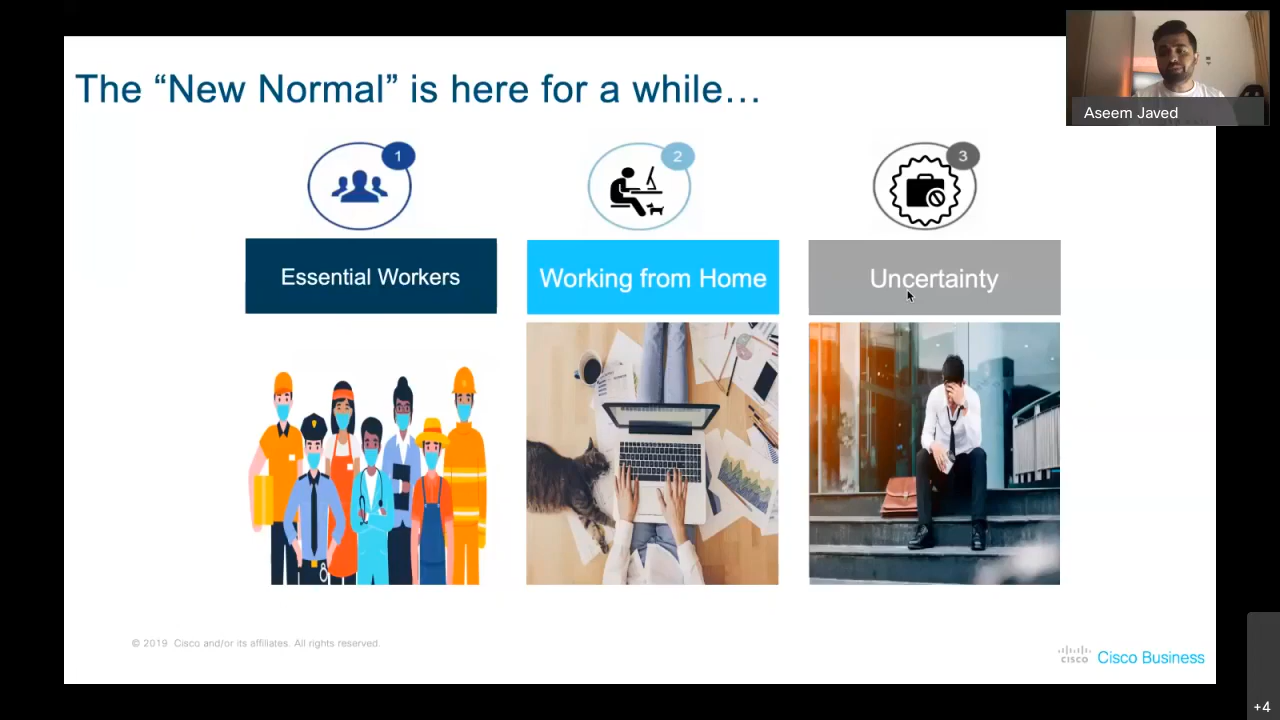 The “New Normal” is here for a while…
Aseem Javed
1
2
3
Essential Workers
Working from Home
Uncertainty
© 2019 Cisco and/or its affiliates. All rights reserved.
CISCO Cisco Business
+4